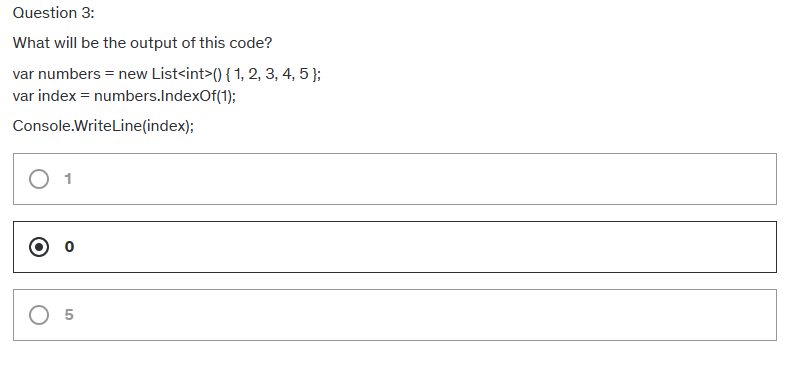 Question 3:
What will be the output of this code?
var numbers = new List<int>() { 1, 2, 3, 4, 5 };
var index = numbers.IndexOf(1);
Console.WriteLine(index);
1
0
5